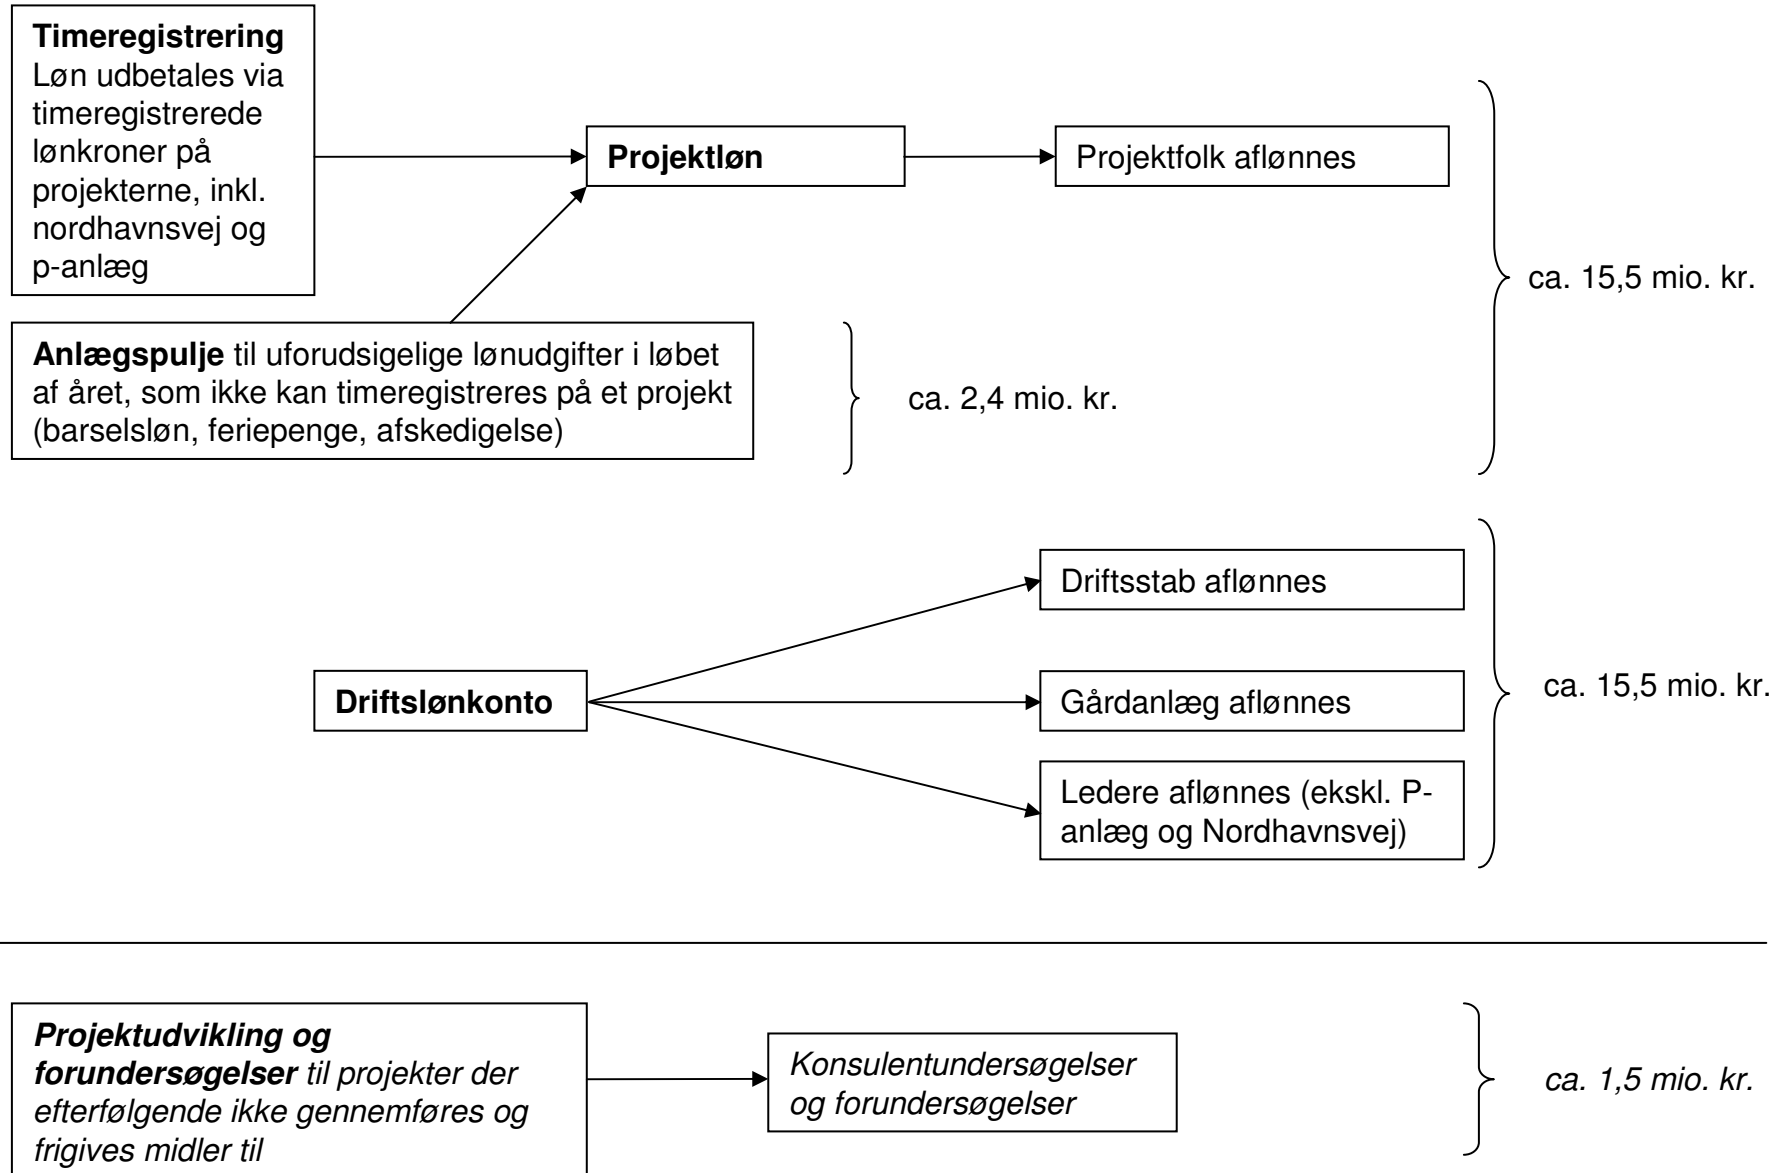 Timeregistrering
Løn udbetales via
timeregistrerede
lønkroner på
projekterne, inkl.
nordhavnsvej og
p-anlæg
Projektløn
Projektfolk aflønnes
ca. 15,5 mio. kr.
Anlægspulje til uforudsigelige lønudgifter i løbet
af året, som ikke kan timeregistreres på et projekt
(barselsløn, feriepenge, afskedigelse)
ca. 2,4 mio. kr.
Driftslønkonto
Driftsstab aflønnes
Gårdanlæg aflønnes
Ledere aflønnes (ekskl. P-
anlæg og Nordhavnsvej)
ca. 15,5 mio. kr.
Projektudvikling og
forundersøgelser til projekter der
efterfølgende ikke gennemføres og
frigives midler til
Konsulentundersøgelser
og forundersøgelser
ca. 1,5 mio. kr.